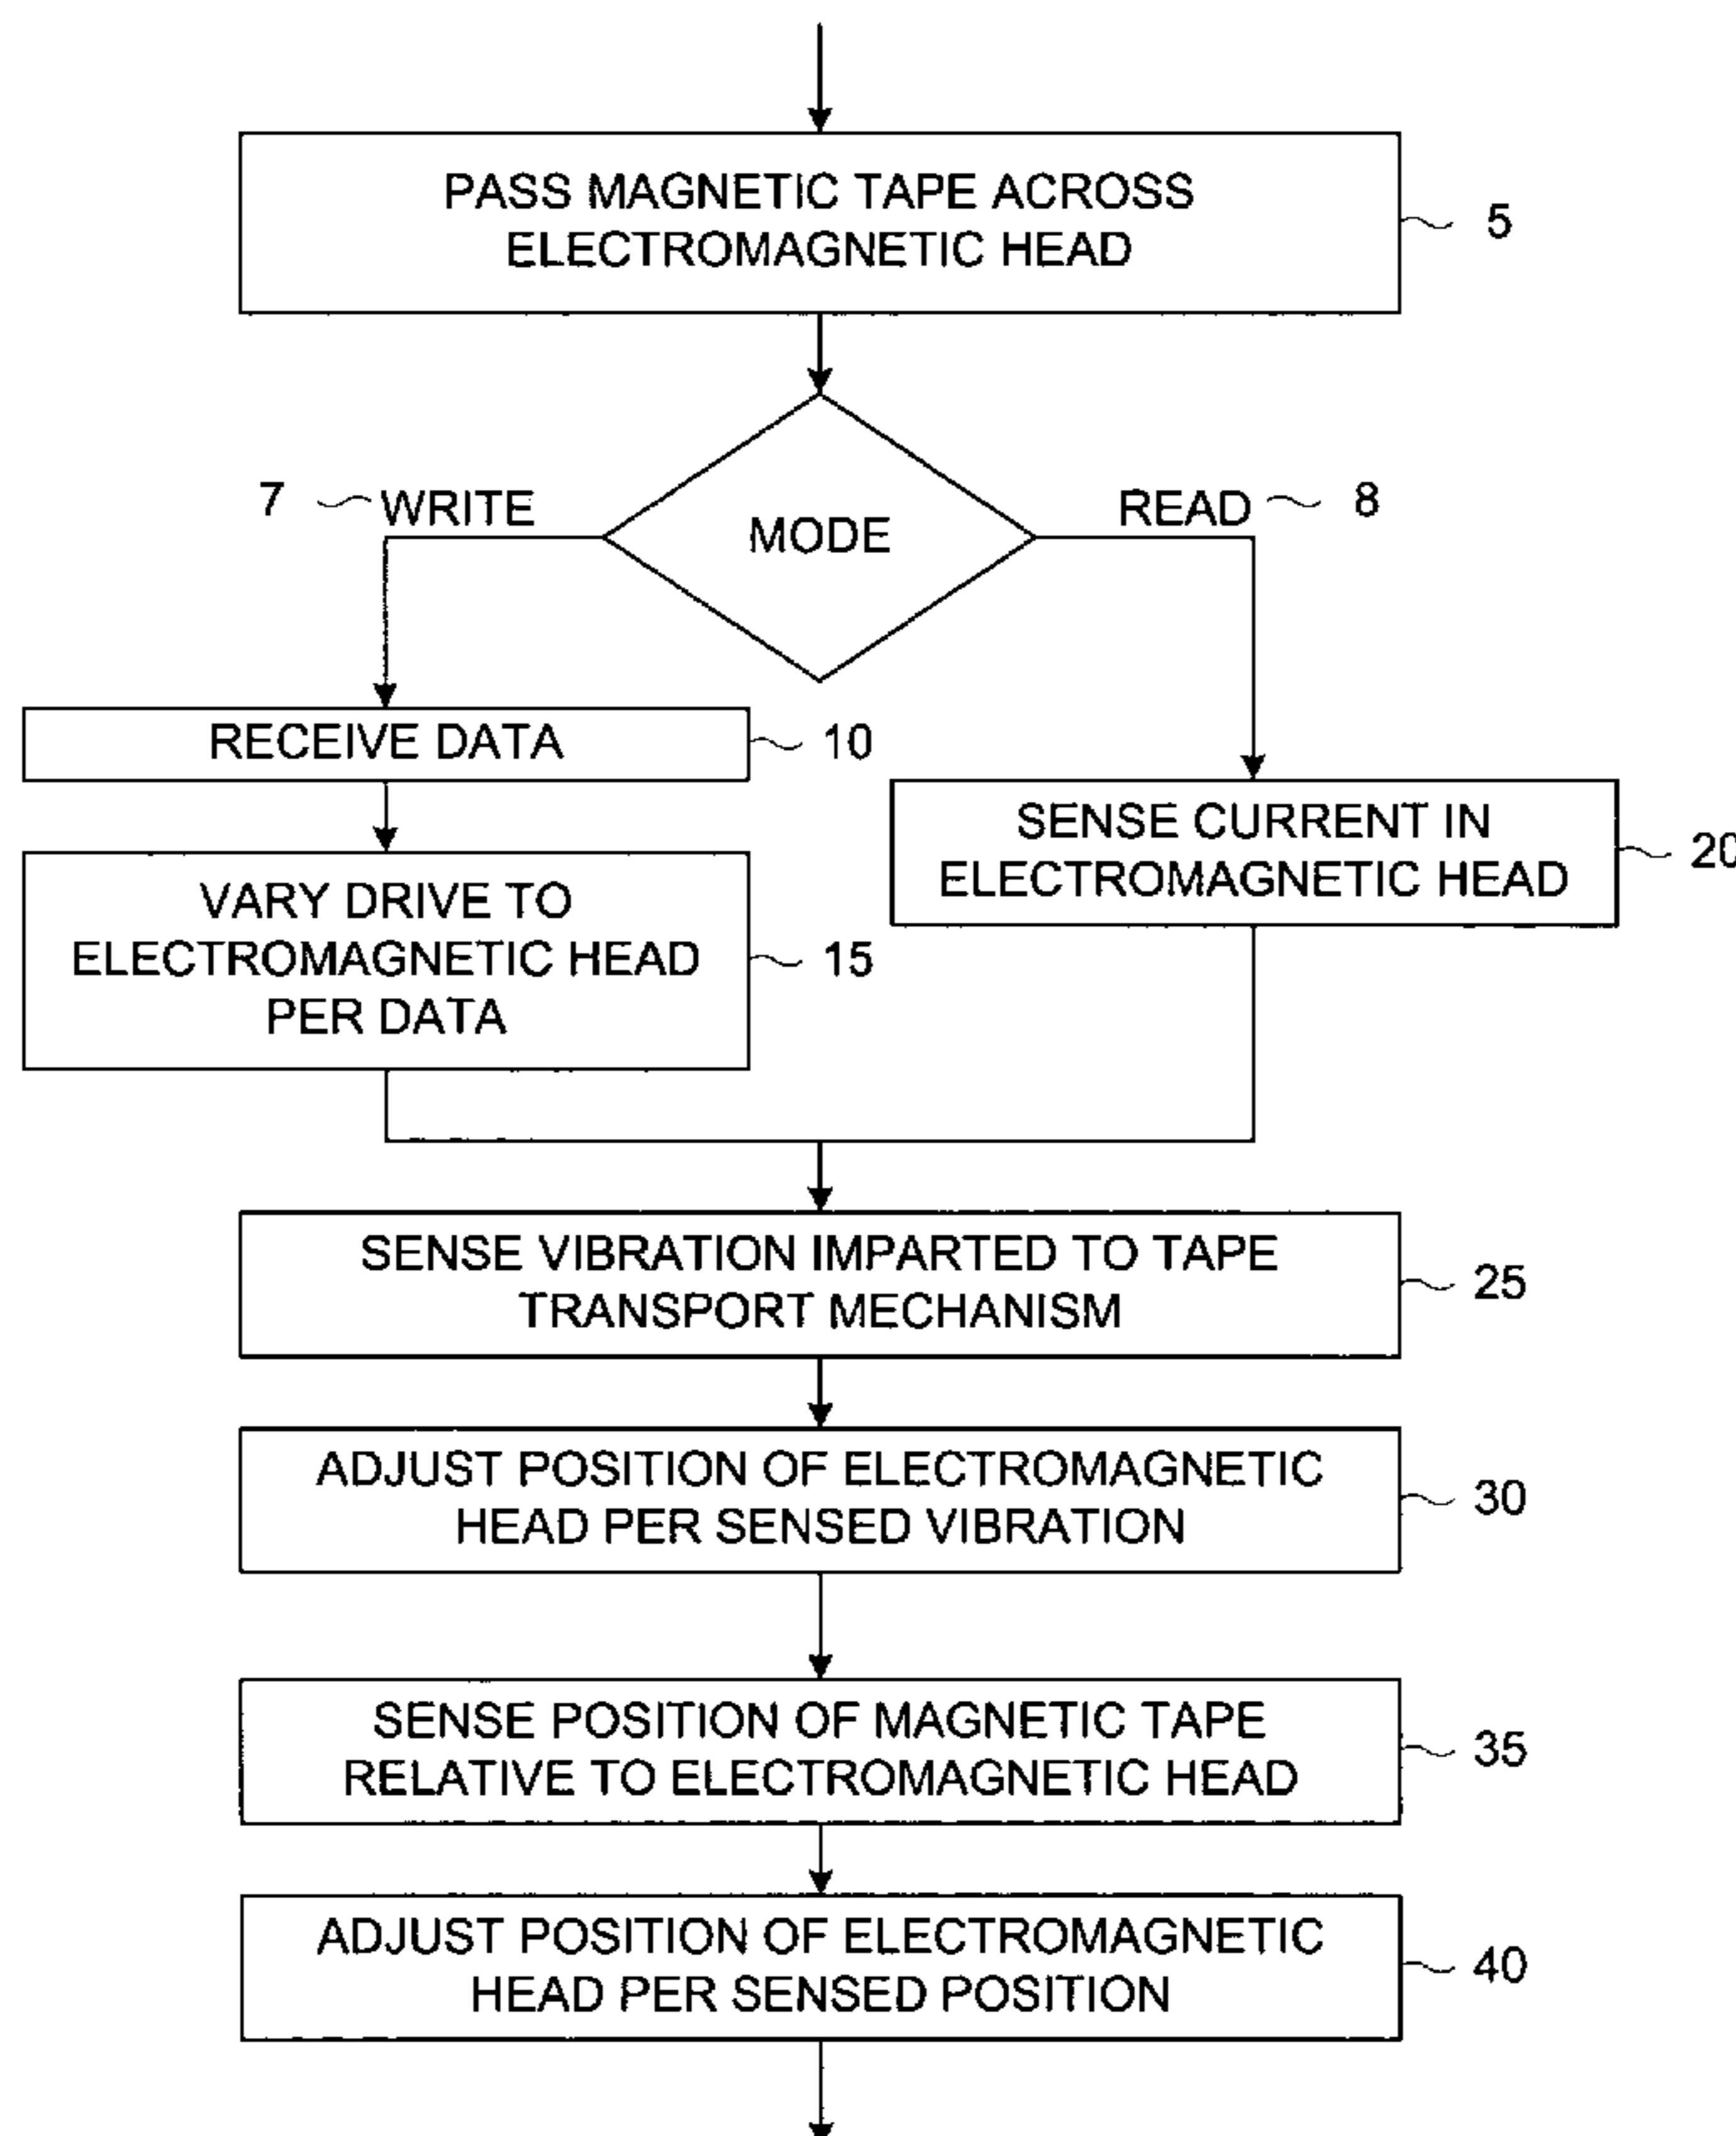 PASS MAGNETIC TAPE ACROSS
ELECTROMAGNETIC HEAD
5
7
WRITE
MODE
READ
8
RECEIVE DATA
10
VARY DRIVE TO
ELECTROMAGNETIC HEAD
PER DATA
15
SENSE CURRENT IN
ELECTROMAGNETIC HEAD
20
SENSE VIBRATION IMPARTED TO TAPE
TRANSPORT MECHANISM
25
ADJUST POSITION OF ELECTROMAGNETIC
HEAD PER SENSED VIBRATION
30
SENSE POSITION OF MAGNETIC TAPE
RELATIVE TO ELECTROMAGNETIC HEAD
35
ADJUST POSITION OF ELECTROMAGNETIC
HEAD PER SENSED POSITION
40